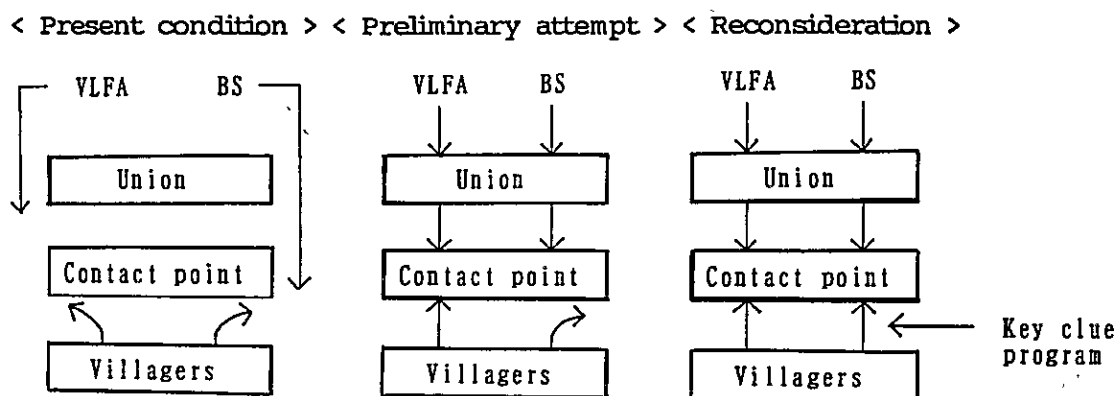 < Present condition > < Preliminary attempt > < Reconsideration >
VLFA BS VLFA BS VLFA BS
Union Union Union
Contact point Contact point Contact point
Key clue
program
Villagers Villagers Villagers